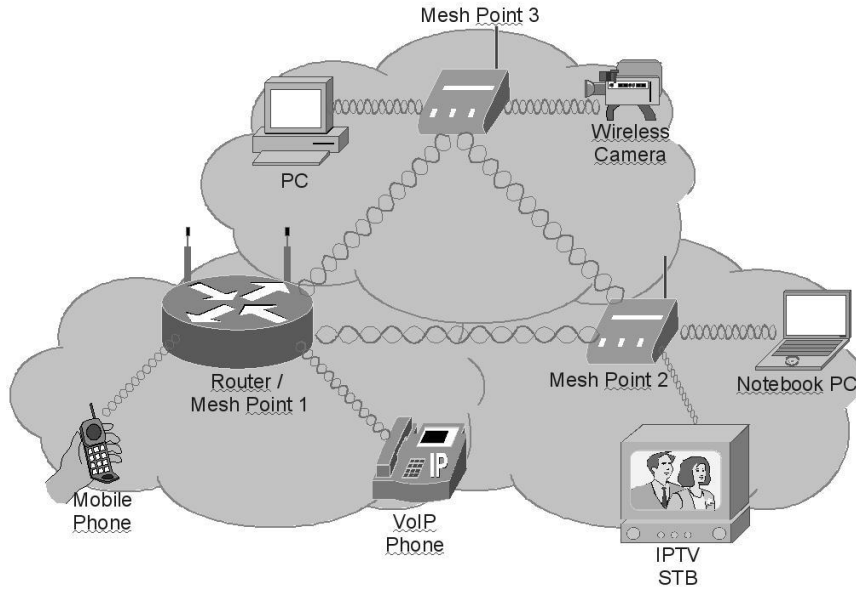 Mesh Point 3
PC
Wireless
Camera
Router /
Mesh Point 1
Mesh Point 2
Notebook PC
Mobile
Phone
IP
VoIP
Phone
IPTV
STB